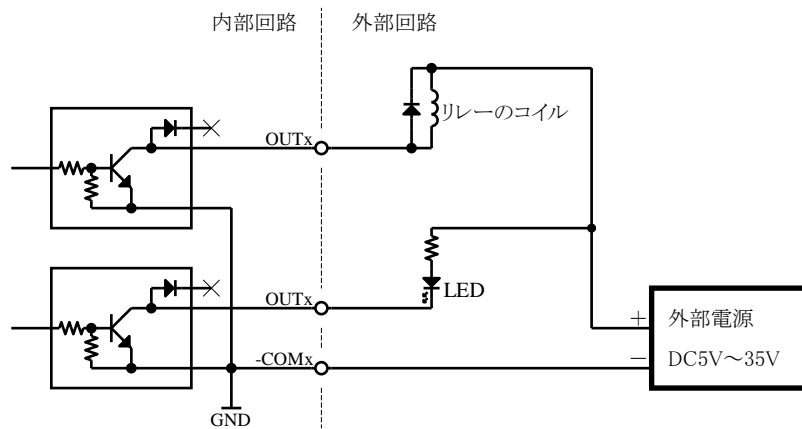 内部回路
外部回路
リレーのコイル
OUTx
LED
OUTx
+
外部電源
-COMx
−
DC5V～35V
GND